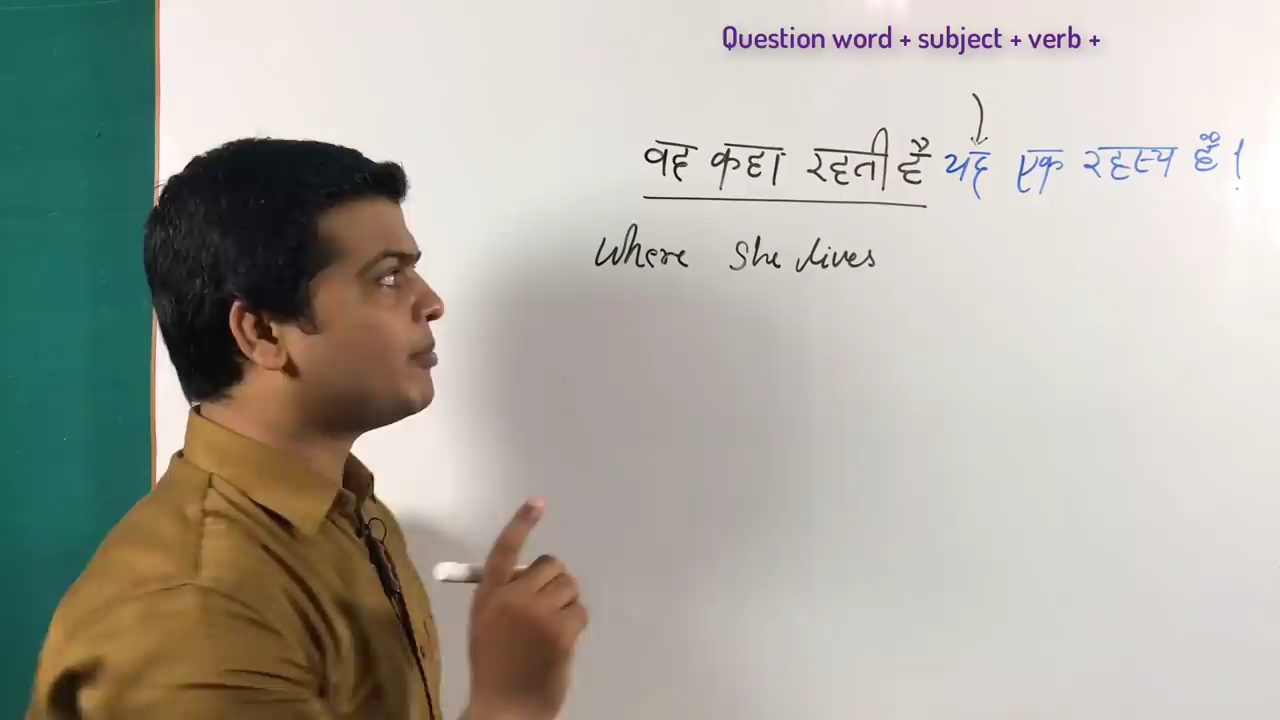 Question word + subject + verb +
वह कहा रहती है यह एक रहस्य हैं !
Where She lives